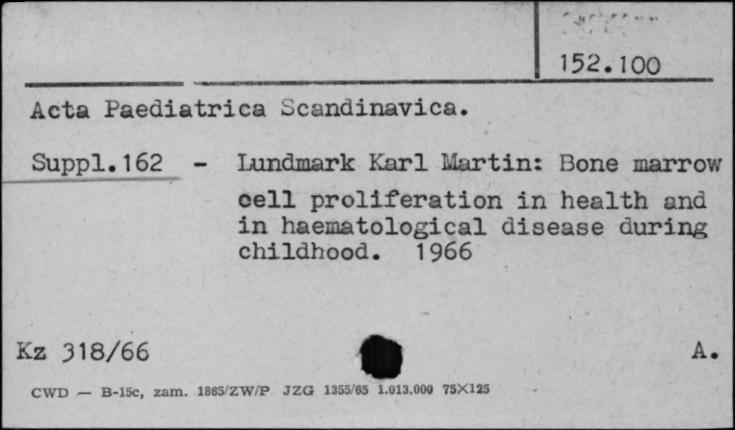 152.100
Acta Paediatrica Scandinavica.
Suppl.162 - Lundmark Karl Martin: Bone marrow
cell proliferation in health and
in haematological disease during
childhood. 1966
Kz 318/66 A.
CWD — B-15c, zam. 1865/ZW/P JZG 1355/65 1.013.000 75X125